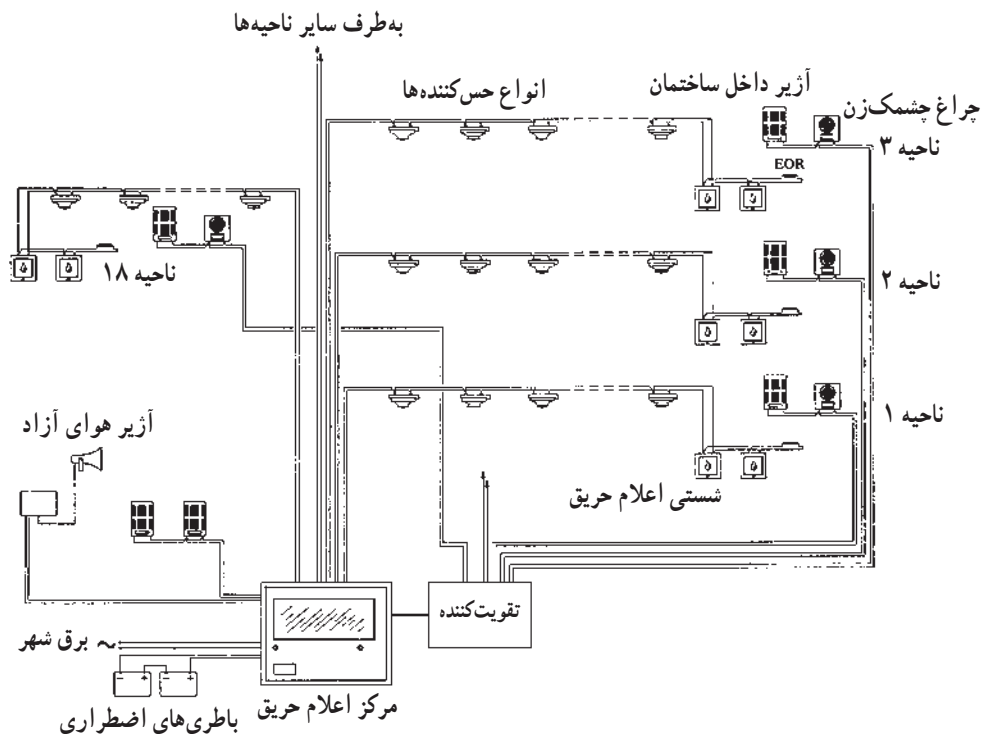 به‌طرف سایر ناحیه‌ها
انواع حس‌کننده‌ها
آژیر داخل ساختمان
چراغ چشمک‌زن
ناحیه ۳
EOR
ناحیه ۱۸
ناحیه ۲
ناحیه ۱
آژیر هوای آزاد
شستی اعلام حریق
تقویت‌کننده
برق شهر ~
مرکز اعلام حریق
باطری‌های اضطراری